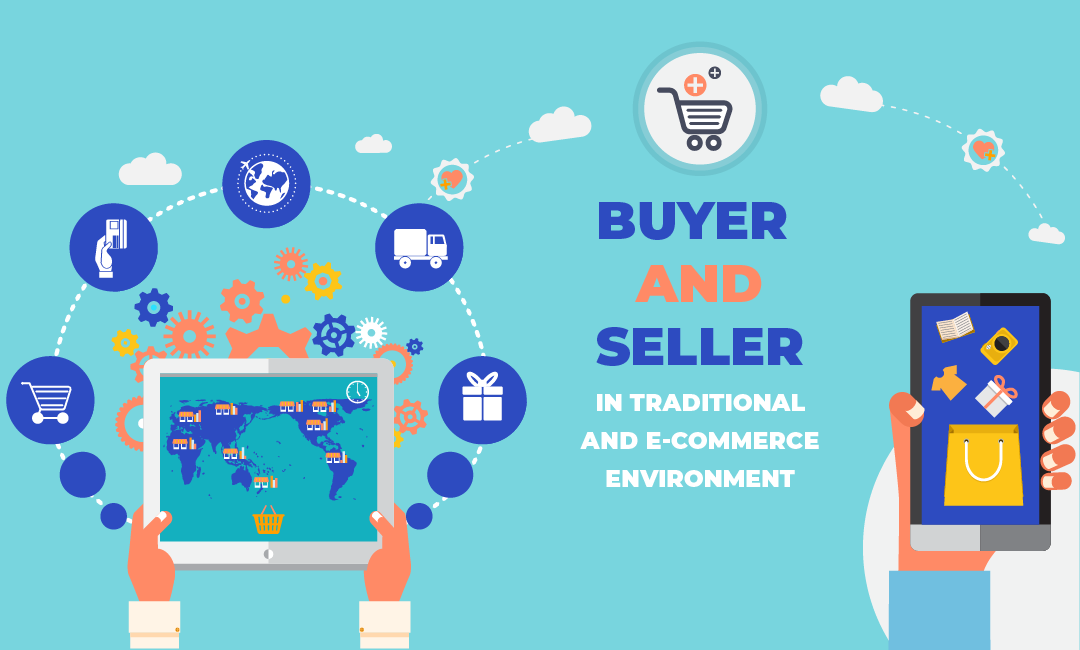 BUYER
AND
SELLER
IN TRADITIONAL
AND E-COMMERCE
ENVIRONMENT